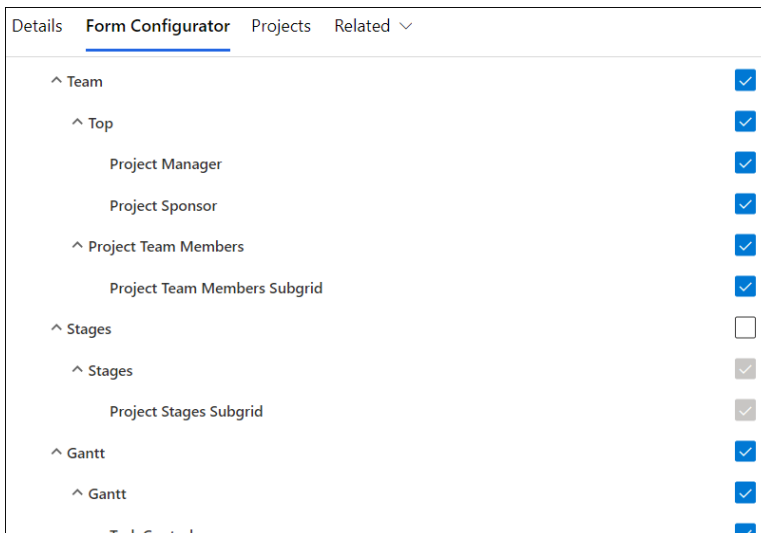 Details Form Configurator Projects Related
Team
Top
Project Manager
Project Sponsor
Project Team Members
Project Team Members Subgrid
Stages
Stages
Project Stages Subgrid
Gantt
Gantt